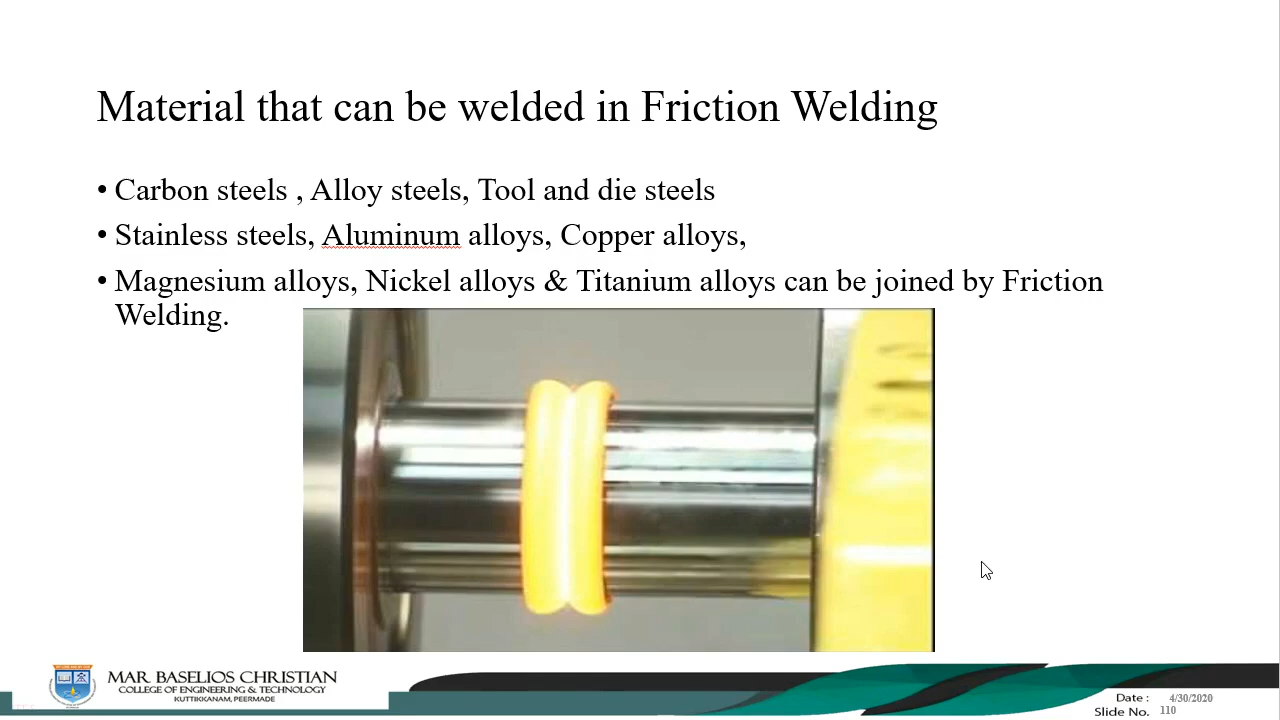 Material that can be welded in Friction Welding
• Carbon steels , Alloy steels, Tool and die steels
• Stainless steels, Aluminum alloys, Copper alloys,
• Magnesium alloys, Nickel alloys & Titanium alloys can be joined by Friction
Welding.
MAR BASELIOS CHRISTIAN
COLLEGE OF ENGINEERING & TECHNOLOGY
KUTTIKKANAM, PEERMADE
Date : 4/30/2020
Slide No. 110